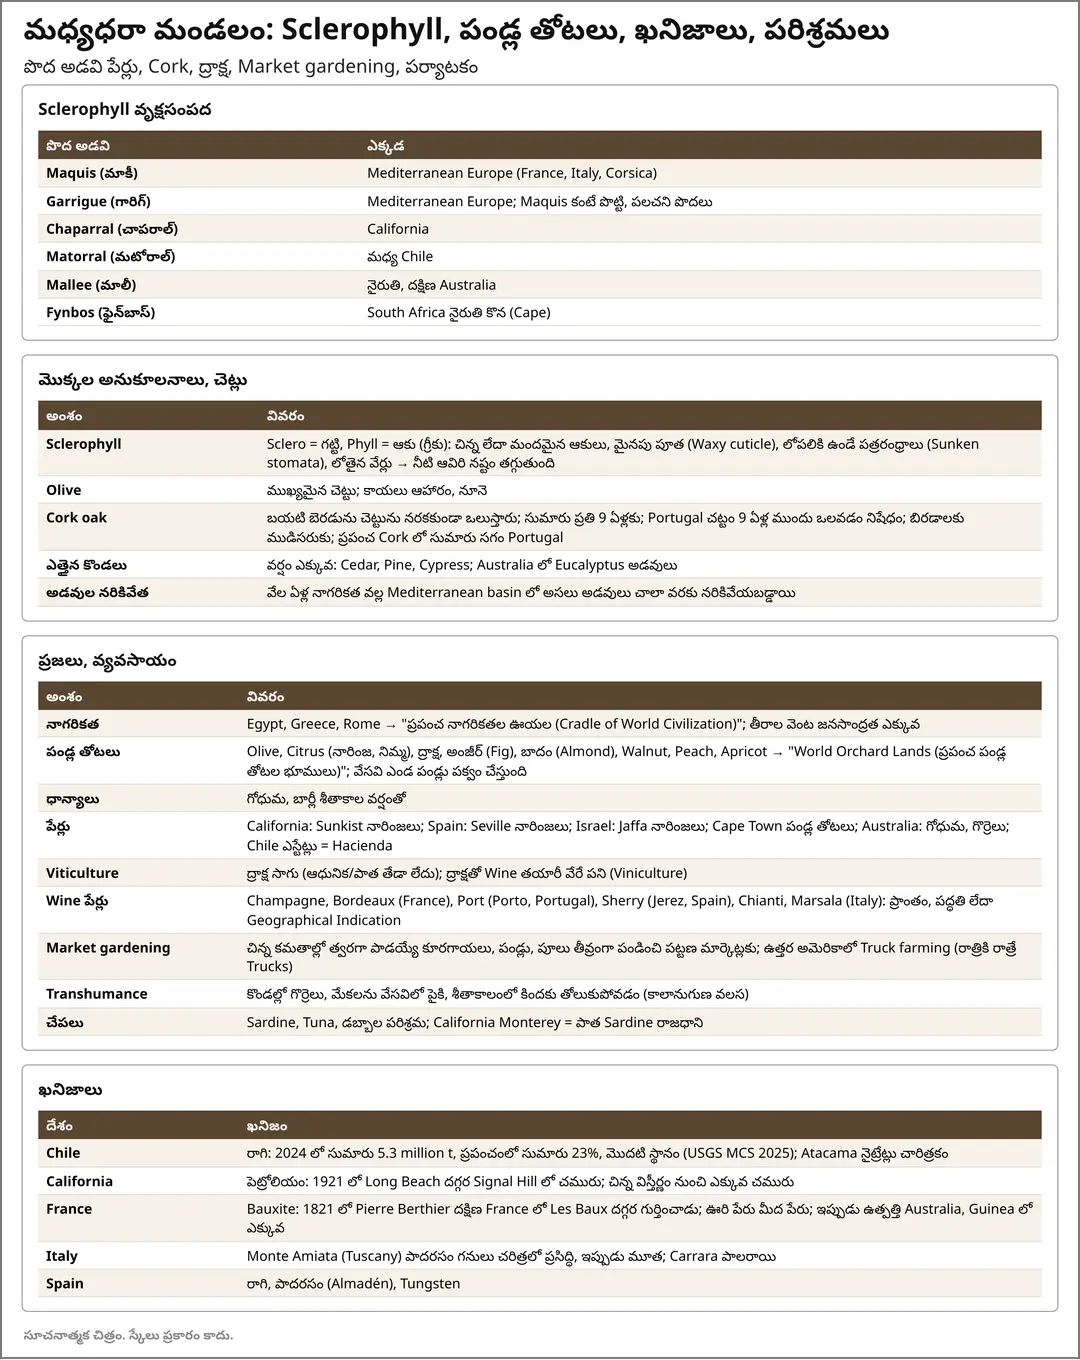 మధ్యధరా మండలం: Sclerophyll, పండ్ల తోటలు, ఖనిజాలు, పరిశ్రమలు
పొద అడవి పేర్లు, Cork, ద్రాక్ష, Market gardening, పర్యాటకం
Sclerophyll వృక్షసంపద
పొద అడవి ఎక్కడ
Maquis (మాకీ) Mediterranean Europe (France, Italy, Corsica)
Garrigue (గారిగ్) Mediterranean Europe; Maquis కంటే పొట్టి, పలచని పొదలు
Chaparral (చాపరాల్) California
Matorral (మటోరాల్) మధ్య Chile
Mallee (మాలీ) నైరుతి, దక్షిణ Australia
Fynbos (ఫైన్‌బాస్) South Africa నైరుతి కొన (Cape)
మొక్కల అనుకూలనాలు, చెట్లు
అంశం వివరం
Sclerophyll Sclero = గట్టి, Phyll = ఆకు (గ్రీకు): చిన్న లేదా మందమైన ఆకులు, మైనపు పూత (Waxy cuticle), లోపలికి ఉండే పత్రరంధ్రాలు (Sunken
stomata), లోతైన వేర్లు → నీటి ఆవిరి నష్టం తగ్గుతుంది
Olive ముఖ్యమైన చెట్టు; కాయలు ఆహారం, నూనె
Cork oak బయటి బెరడును చెట్టును నరకకుండా ఒలుస్తారు; సుమారు ప్రతి 9 ఏళ్లకు; Portugal చట్టం 9 ఏళ్ల ముందు ఒలవడం నిషేధం; బిరడాలకు
ముడిసరుకు; ప్రపంచ Cork లో సుమారు సగం Portugal
ఎత్తైన కొండలు వర్షం ఎక్కువ: Cedar, Pine, Cypress; Australia లో Eucalyptus అడవులు
అడవుల నరికివేత వేల ఏళ్ల నాగరికత వల్ల Mediterranean basin లో అసలు అడవులు చాలా వరకు నరికివేయబడ్డాయి
ప్రజలు, వ్యవసాయం
అంశం వివరం
నాగరికత Egypt, Greece, Rome → "ప్రపంచ నాగరికతల ఊయల (Cradle of World Civilization)"; తీరాల వెంట జనసాంద్రత ఎక్కువ
పండ్ల తోటలు Olive, Citrus (నారింజ, నిమ్మ), ద్రాక్ష, అంజీర్ (Fig), బాదం (Almond), Walnut, Peach, Apricot → "World Orchard Lands (ప్రపంచ పండ్ల
తోటల భూములు)"; వేసవి ఎండ పండ్లు పక్వం చేస్తుంది
ధాన్యాలు గోధుమ, బార్లీ శీతాకాల వర్షంతో
పేర్లు California: Sunkist నారింజలు; Spain: Seville నారింజలు; Israel: Jaffa నారింజలు; Cape Town పండ్ల తోటలు; Australia: గోధుమ, గొర్రెలు;
Chile ఎస్టేట్లు = Hacienda
Viticulture ద్రాక్ష సాగు (ఆధునిక/పాత తేడా లేదు); ద్రాక్షతో Wine తయారీ వేరే పని (Viniculture)
Wine పేర్లు Champagne, Bordeaux (France), Port (Porto, Portugal), Sherry (Jerez, Spain), Chianti, Marsala (Italy): ప్రాంతం, పద్ధతి లేదా
Geographical Indication
Market gardening చిన్న కమతాల్లో త్వరగా పాడయ్యే కూరగాయలు, పండ్లు, పూలు తీవ్రంగా పండించి పట్టణ మార్కెట్లకు; ఉత్తర అమెరికాలో Truck farming (రాత్రికి రాత్రే
Trucks)
Transhumance కొండల్లో గొర్రెలు, మేకలను వేసవిలో పైకి, శీతాకాలంలో కిందకు తోలుకుపోవడం (కాలానుగుణ వలస)
చేపలు Sardine, Tuna, డబ్బాల పరిశ్రమ; California Monterey = పాత Sardine రాజధాని
ఖనిజాలు
దేశం ఖనిజం
Chile రాగి: 2024 లో సుమారు 5.3 million t, ప్రపంచంలో సుమారు 23%, మొదటి స్థానం (USGS MCS 2025); Atacama నైట్రేట్లు చారిత్రకం
California పెట్రోలియం: 1921 లో Long Beach దగ్గర Signal Hill లో చమురు; చిన్న విస్తీర్ణం నుంచి ఎక్కువ చమురు
France Bauxite: 1821 లో Pierre Berthier దక్షిణ France లో Les Baux దగ్గర గుర్తించాడు; ఊరి పేరు మీద పేరు; ఇప్పుడు ఉత్పత్తి Australia, Guinea లో
ఎక్కువ
Italy Monte Amiata (Tuscany) పాదరసం గనులు చరిత్రలో ప్రసిద్ధి, ఇప్పుడు మూత; Carrara పాలరాయి
Spain రాగి, పాదరసం (Almadén), Tungsten
సూచనాత్మక చిత్రం. స్కేలు ప్రకారం కాదు.